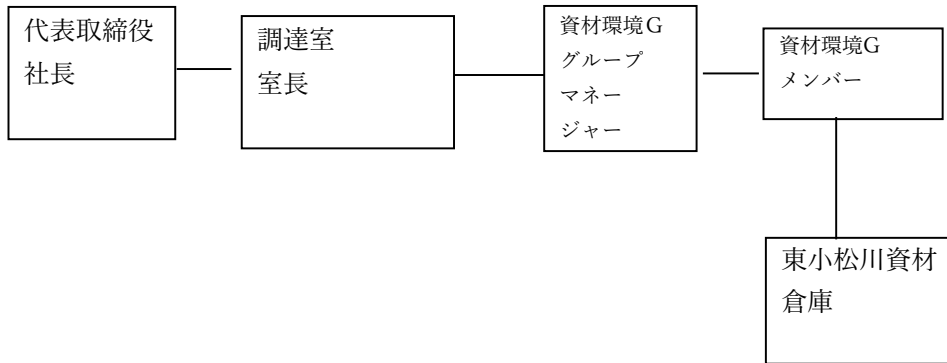 代表取締役
社長
調達室
室長
資材環境G
グループ
マネー
ジャー
資材環境G
メンバー
東小松川資材
倉庫